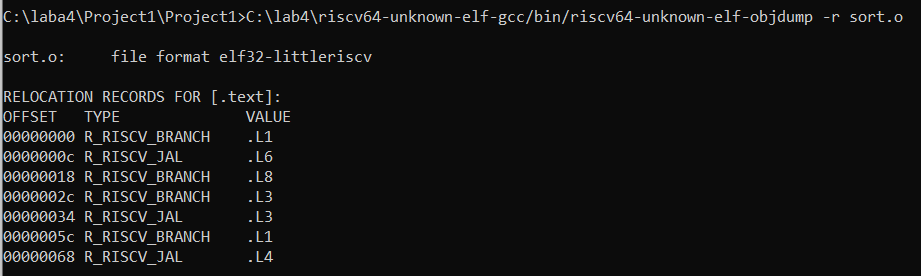 C:\laba4\Project1\Project1>C:\lab4\riscv64-unknown-elf-gcc/bin/riscv64-unknown-elf-objdump -r sort.o
sort.o:     file format elf32-littleriscv
RELOCATION RECORDS FOR [.text]:
OFFSET   TYPE              VALUE
00000000 R_RISCV_BRANCH    .L1
0000000c R_RISCV_JAL       .L6
00000018 R_RISCV_BRANCH    .L8
0000002c R_RISCV_BRANCH    .L3
00000034 R_RISCV_JAL       .L3
0000005c R_RISCV_BRANCH    .L1
00000068 R_RISCV_JAL       .L4